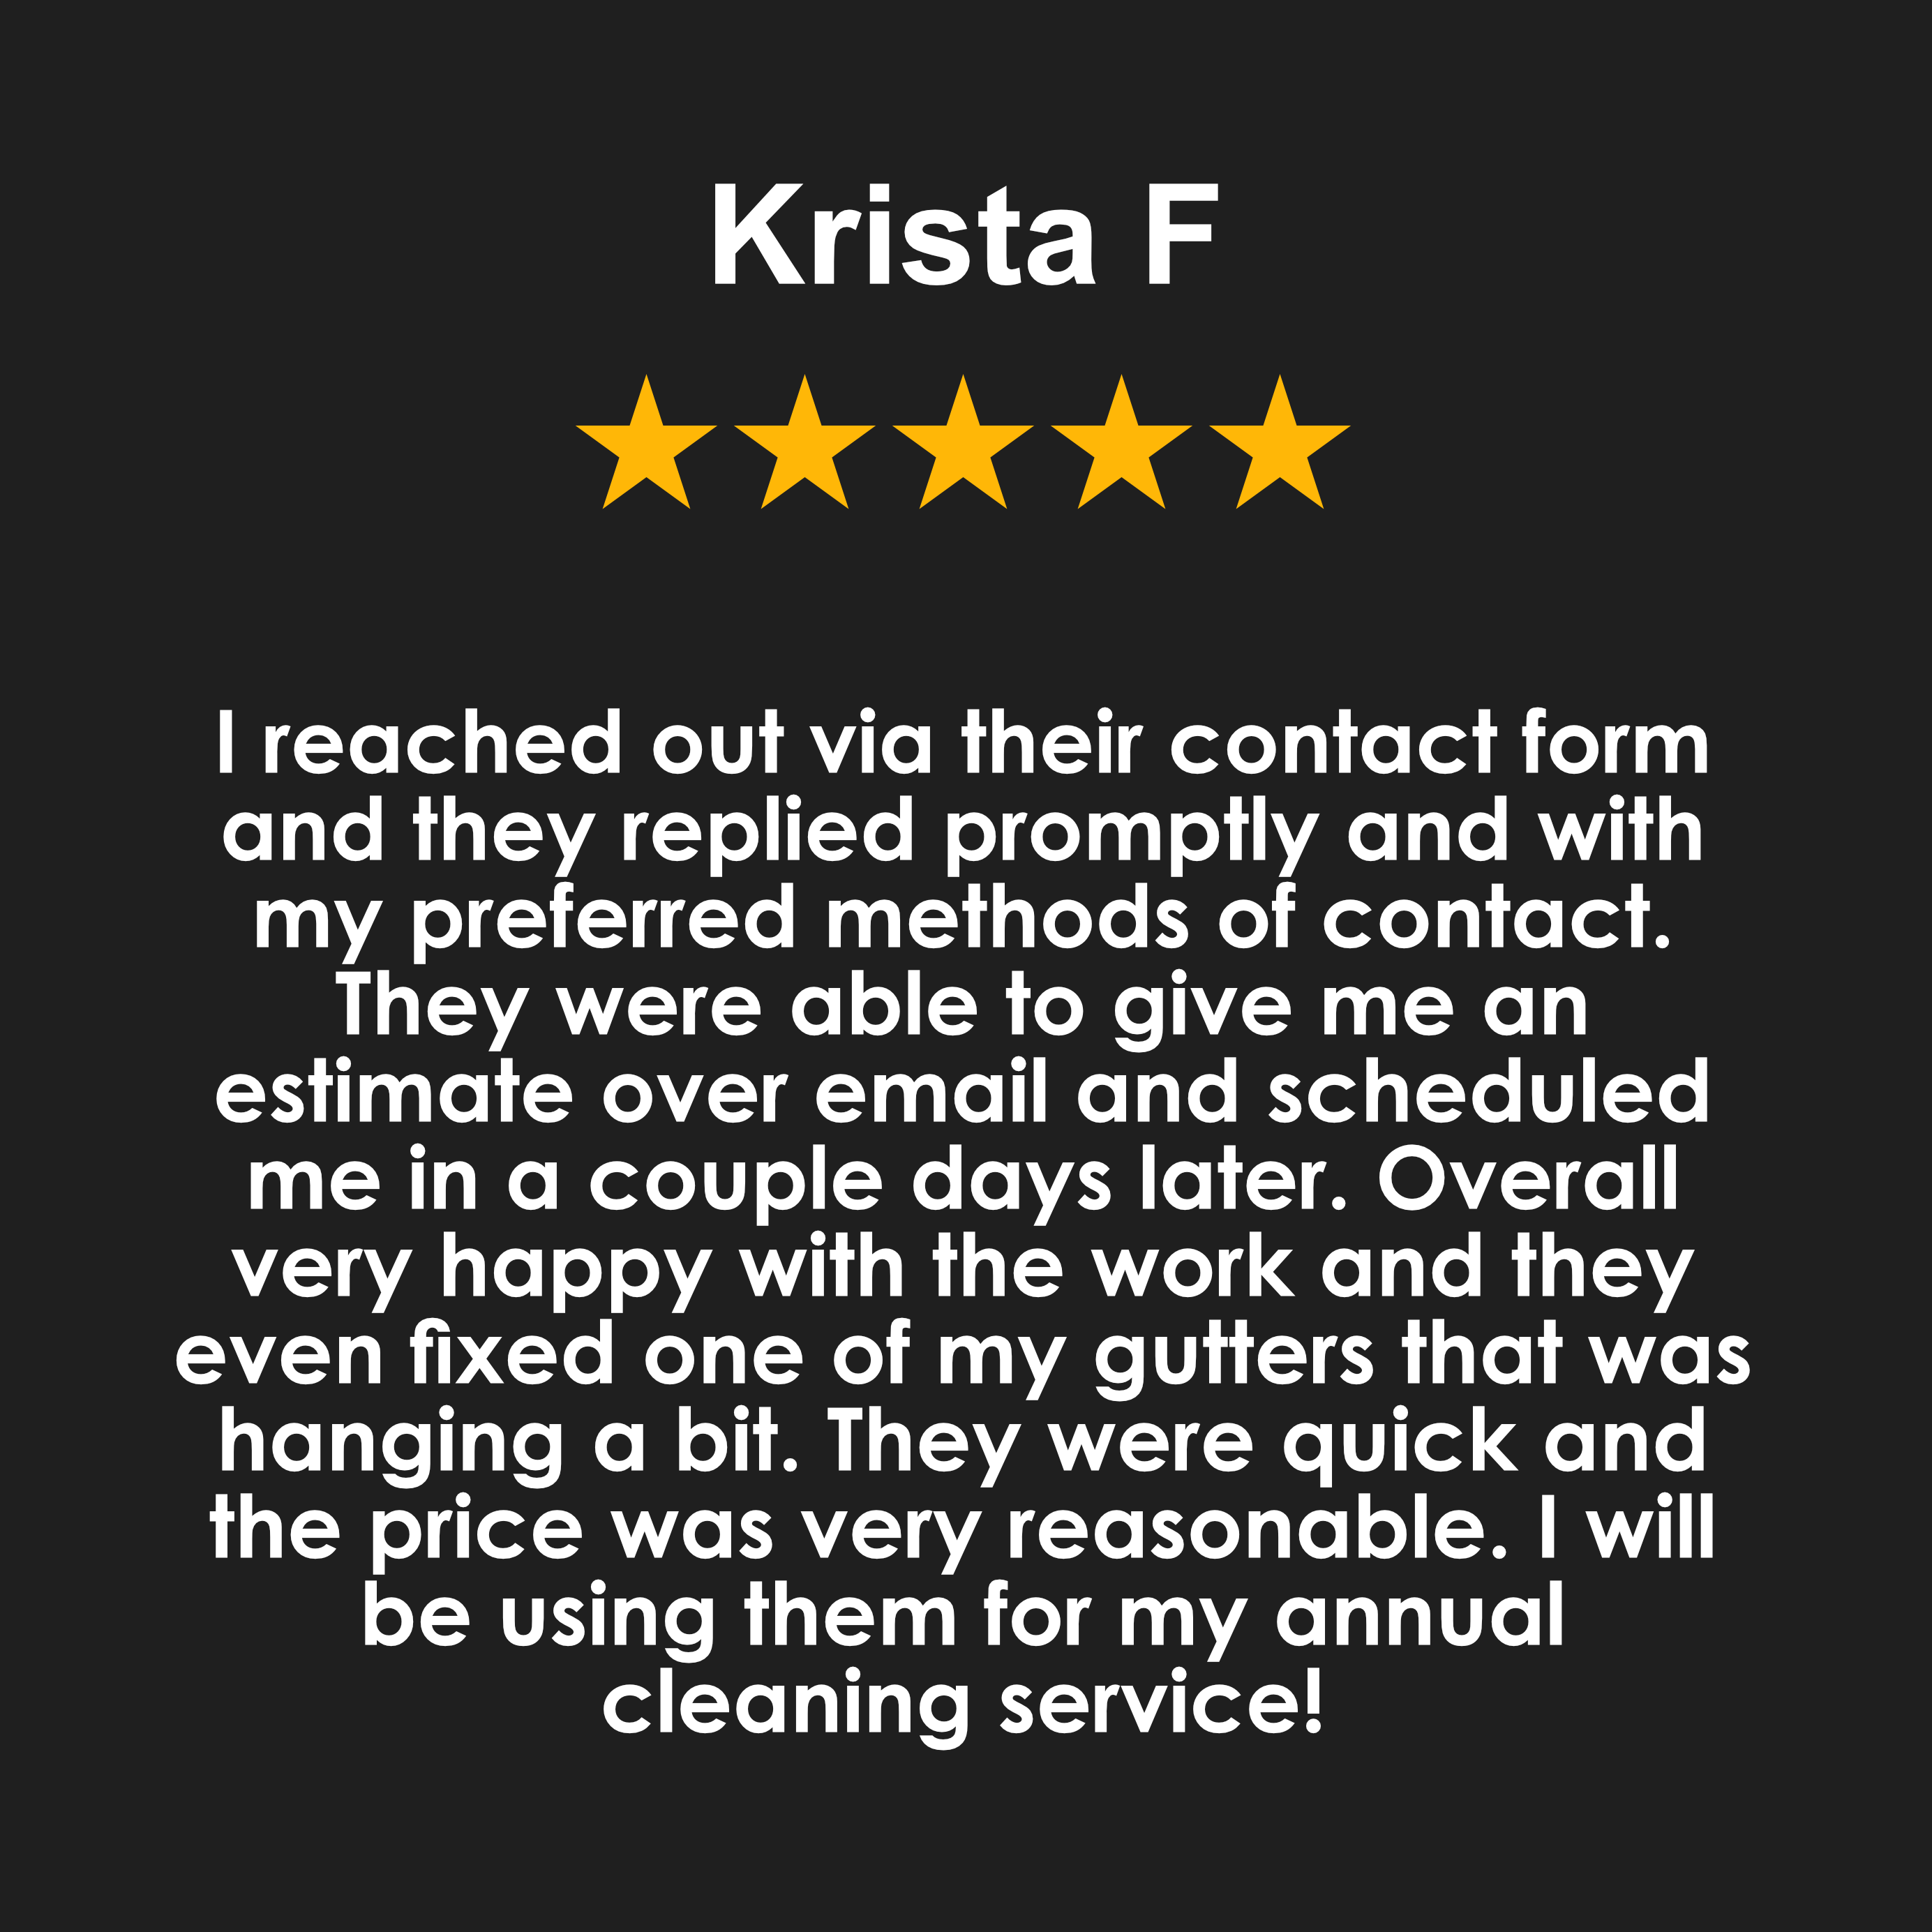 Krista F
I reached out via their contact form
and they replied promptly and with
my preferred methods of contact.
They were able to give me an
estimate over email and scheduled
me in a couple days later. Overall
very happy with the work and they
even fixed one of my gutters that was
hanging a bit. They were quick and
the price was very reasonable. I will
be using them for my annual
cleaning service!